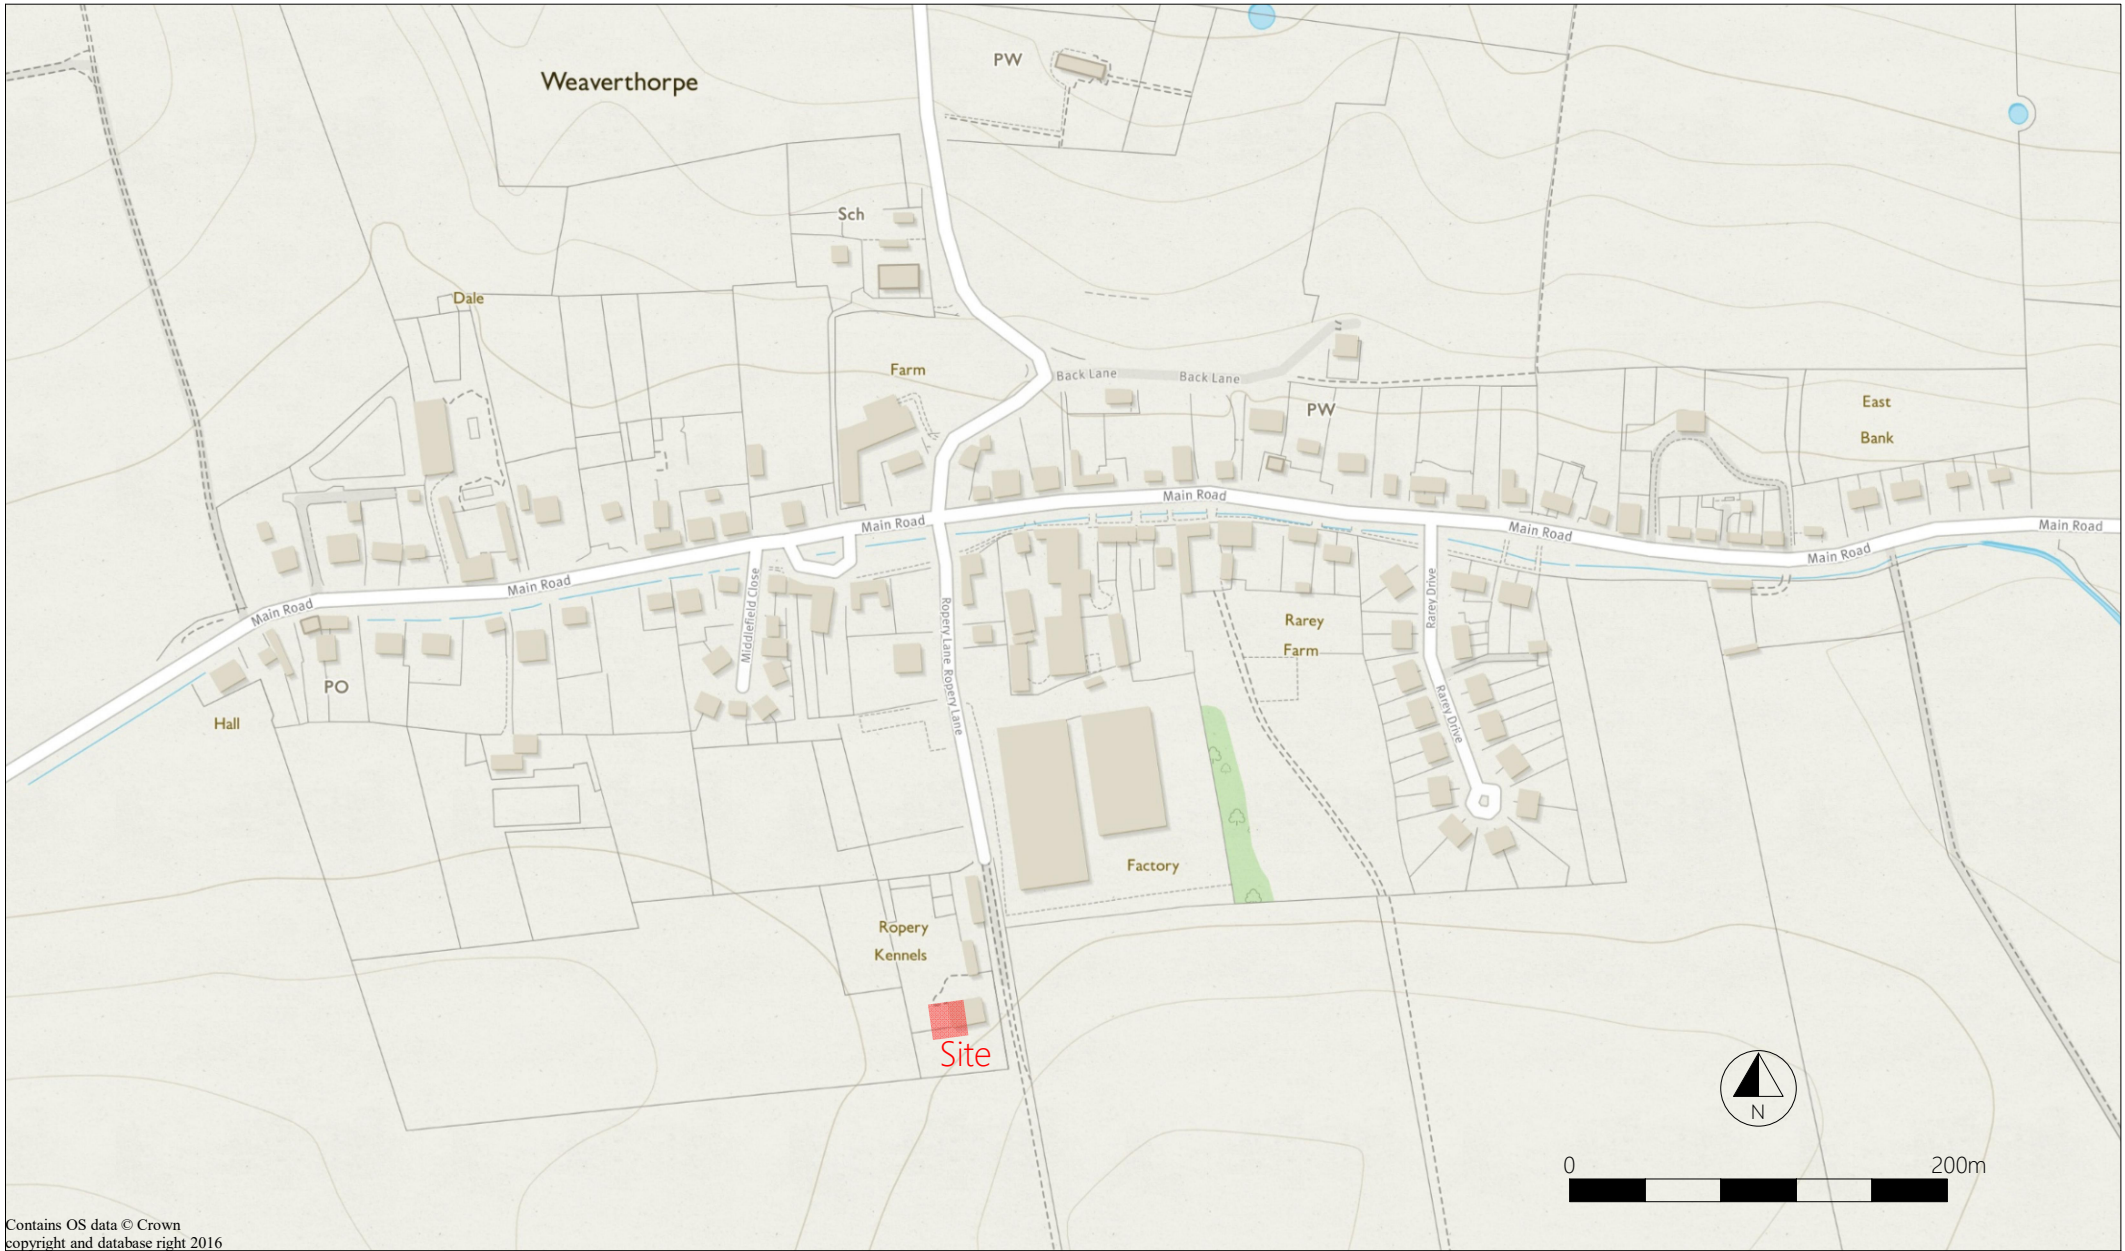 PW
Weaverthorpe
Sch
Dale
Farm
Back Lane
Back Lane
PW
East
Bank
Main Road
Main Road
Main Road
Main Road
Main Road
Main Road
Main Road
Middlefield Close
Ropery Lane
Ropery Lane
Rarey Drive
Rarey
Farm
PO
Hall
Rarey Drive
Factory
Ropery
Kennels
Site
N
0
200m
Contains OS data © Crown
copyright and database right 2016